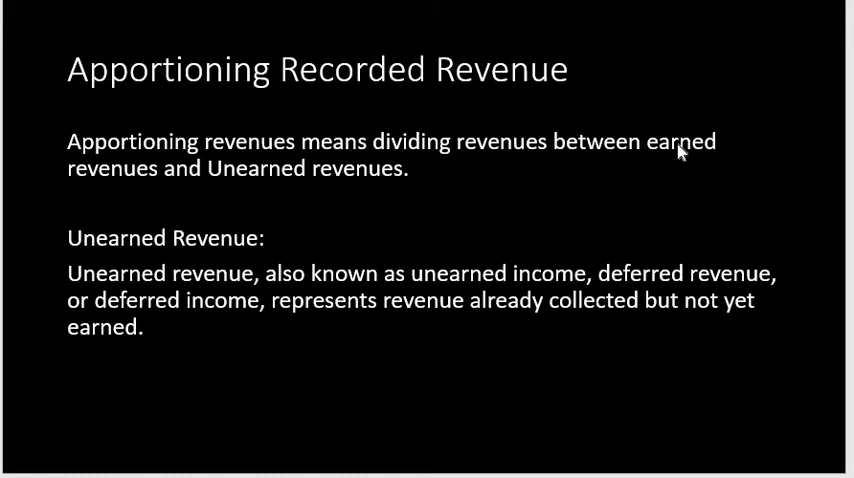 Apportioning Recorded Revenue
Apportioning revenues means dividing revenues between earned
revenues and Unearned revenues.
Unearned Revenue:
Unearned revenue, also known as unearned income, deferred revenue,
or deferred income, represents revenue already collected but not yet
earned.